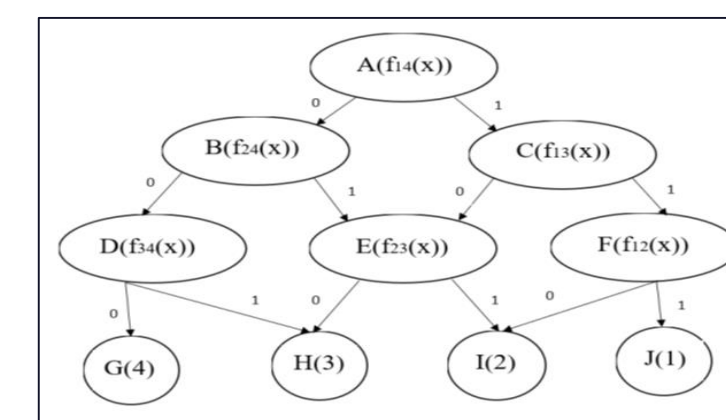 A(f₁₄(x))
0 1
B(f₂₄(x)) C(f₁₃(x))
0 1 0 1
D(f₃₄(x)) E(f₂₃(x)) F(f₁₂(x))
0 1 0 1 0 1
G(4) H(3) I(2) J(1)